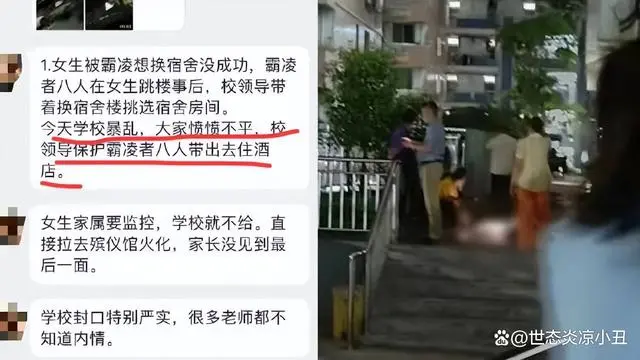 1.女生被霸凌想换宿舍没成功，霸凌
者八人在女生跳楼事后，校领导带
着换宿舍楼挑选宿舍房间。
今天学校暴乱，大家愤愤不平，校
领导保护霸凌者八人带出去住酒
店。
女生家属要监控，学校就不给。直
接拉去殡仪馆火化，家长没见到最
后一面。
学校封口特别严实，很多老师都不
知道内情。
@世态炎凉小丑